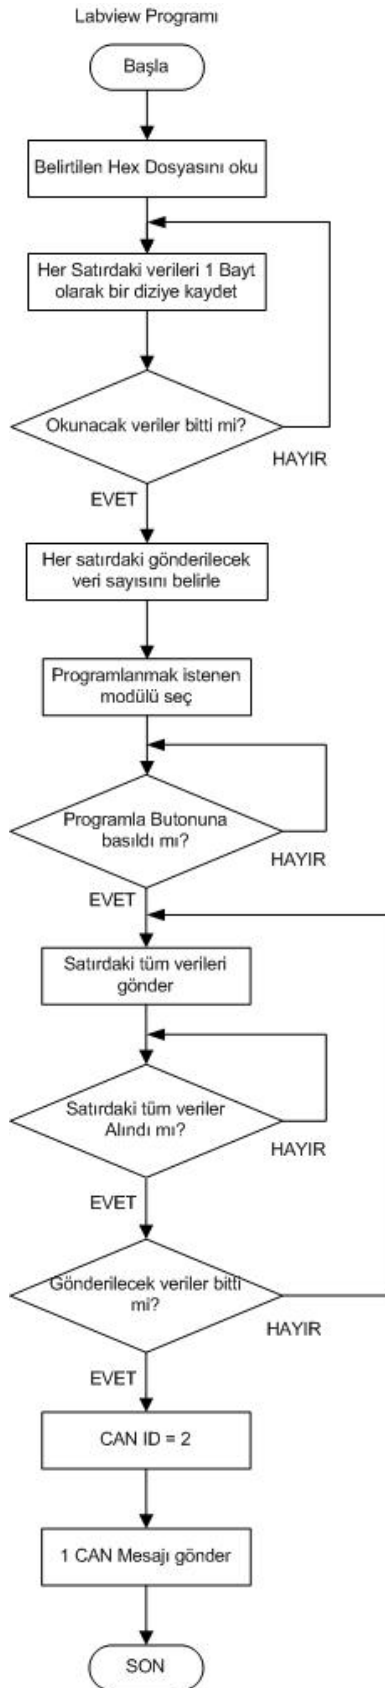 Labview Programı
Başla
Belirtilen Hex Dosyasını oku
Her Satırdaki verileri 1 Bayt
olarak bir diziye kaydet
Okunacak veriler bitti mi?
HAYIR
EVET
Her satırdaki gönderilecek
veri sayısını belirle
Programlanmak istenen
modülü seç
Programla Butonuna
basıldı mı?
HAYIR
EVET
Satırdaki tüm verileri
gönder
Satırdaki tüm veriler
Alındı mı?
HAYIR
EVET
Gönderilecek veriler bitti
mi?
HAYIR
EVET
CAN ID = 2
1 CAN Mesajı gönder
SON